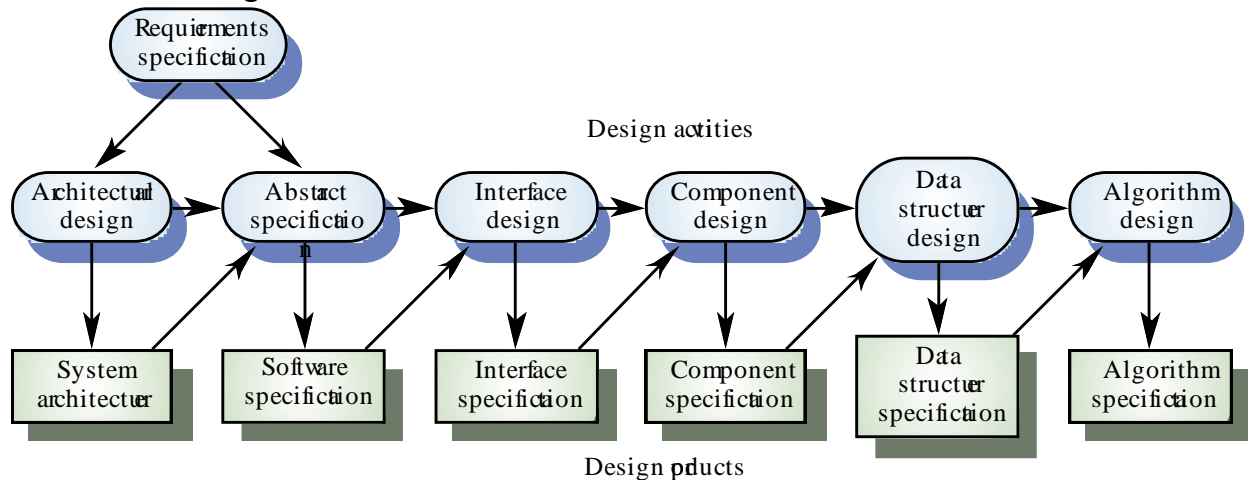 Requirements
specification
Design activities
Architectural
design
Abstract
specificatio
n
Interface
design
Component
design
Data
structure
design
Algorithm
design
System
architecture
Software
specification
Interface
specification
Component
specification
Data
structure
specification
Algorithm
specification
Design products